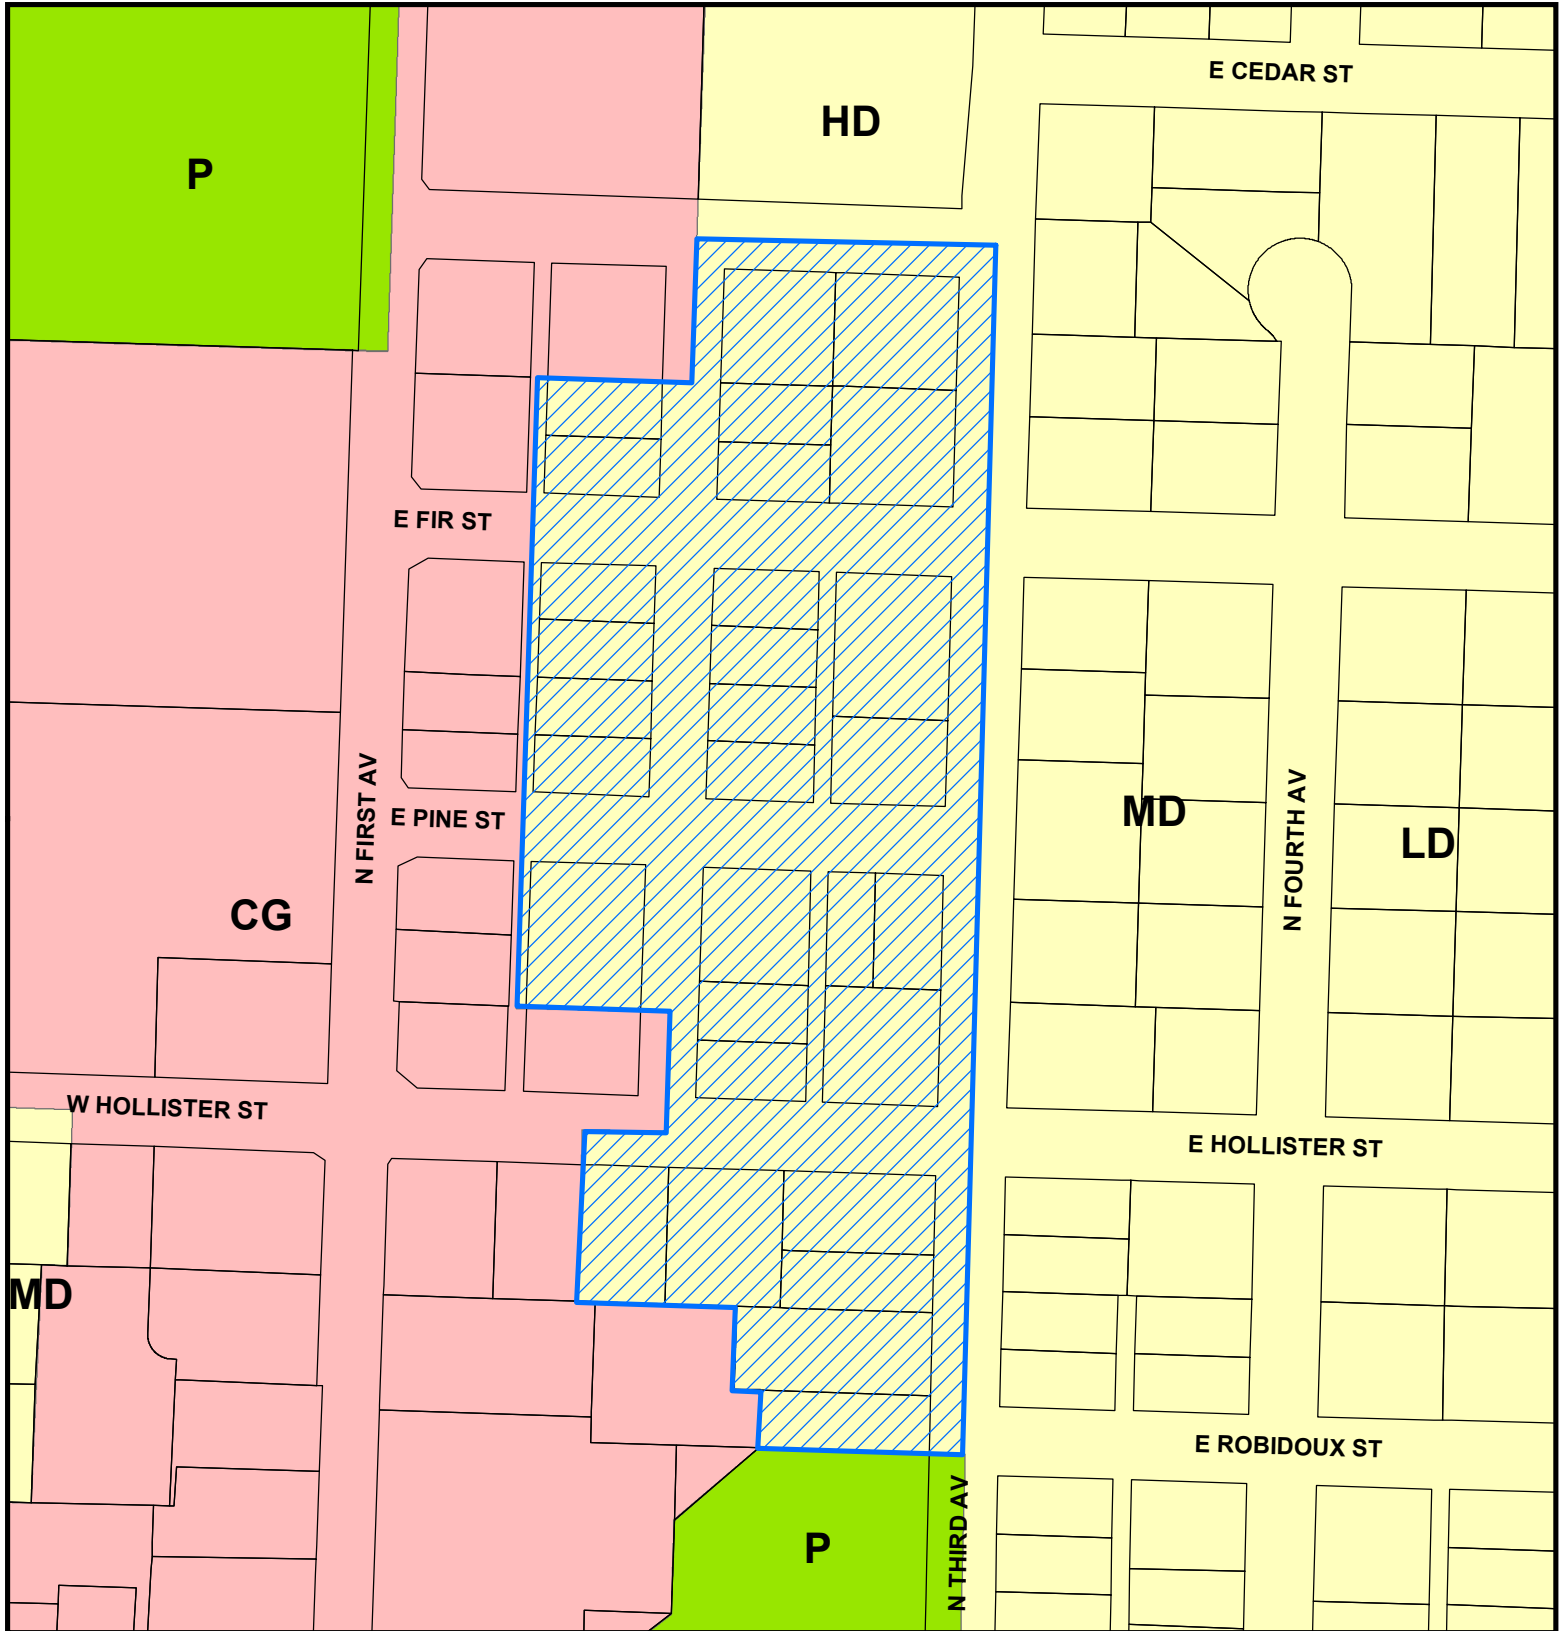 E CEDAR ST
HD
P
E FIR ST
N FIRST AV
E PINE ST
MD
N FOURTH AV
LD
CG
W HOLLISTER ST
E HOLLISTER ST
MD
E ROBIDOUX ST
P
N THIRD AV